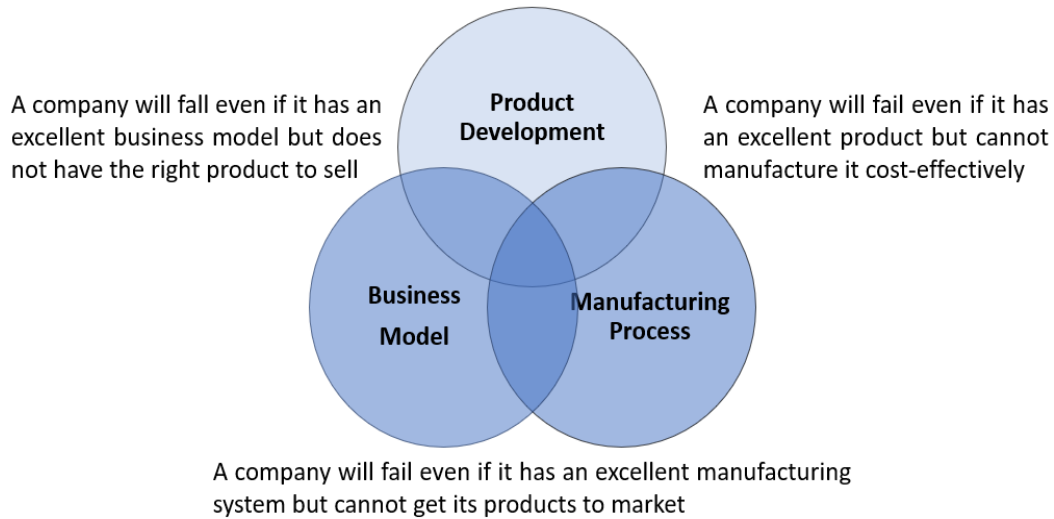 Product
Development
A company will fall even if it has an
excellent business model but does
not have the right product to sell
A company will fail even if it has
an excellent product but cannot
manufacture it cost-effectively
Business
Model
Manufacturing
Process
A company will fail even if it has an excellent manufacturing
system but cannot get its products to market